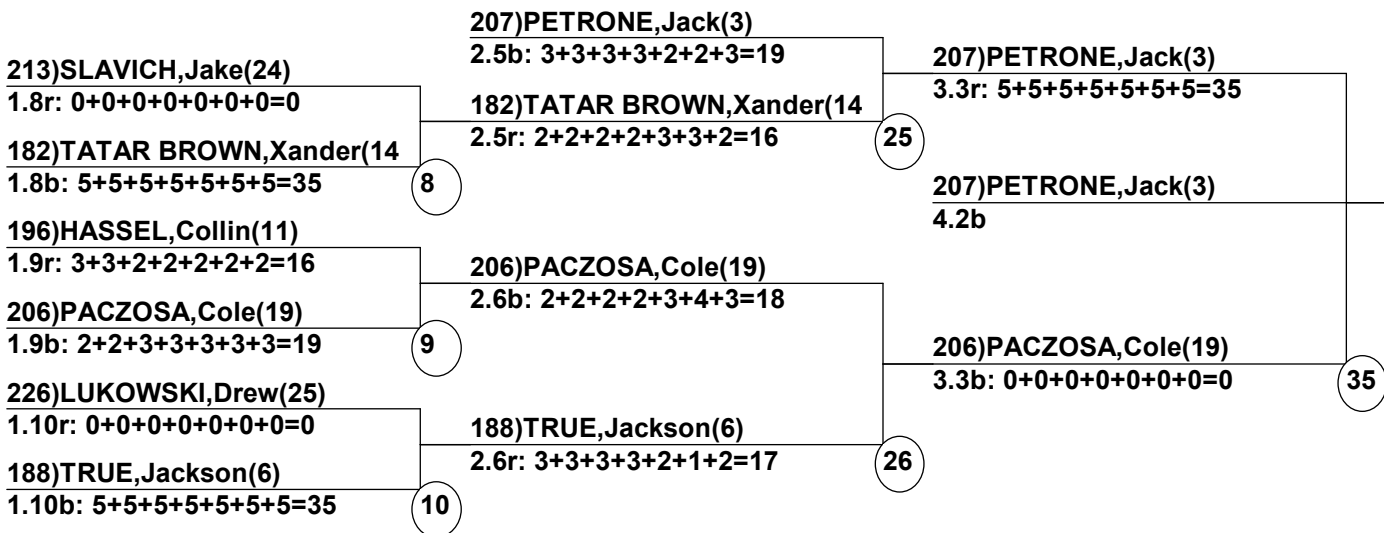 213)SLAVICH,Jake(24)
1.8r: 0+0+0+0+0+0+0=0
182)TATAR BROWN,Xander(14
1.8b: 5+5+5+5+5+5+5=35
8
196)HASSEL,Collin(11)
1.9r: 3+3+2+2+2+2+2=16
206)PACZOSA,Cole(19)
1.9b: 2+2+3+3+3+3+3=19
9
226)LUKOWSKI,Drew(25)
1.10r: 0+0+0+0+0+0+0=0
188)TRUE,Jackson(6)
1.10b: 5+5+5+5+5+5+5=35
10
207)PETRONE,Jack(3)
2.5b: 3+3+3+3+2+2+3=19
182)TATAR BROWN,Xander(14
2.5r: 2+2+2+2+3+3+2=16
25
206)PACZOSA,Cole(19)
2.6b: 2+2+2+2+3+4+3=18
188)TRUE,Jackson(6)
2.6r: 3+3+3+3+2+1+2=17
26
207)PETRONE,Jack(3)
3.3r: 5+5+5+5+5+5+5=35
207)PETRONE,Jack(3)
4.2b
206)PACZOSA,Cole(19)
3.3b: 0+0+0+0+0+0+0=0
35